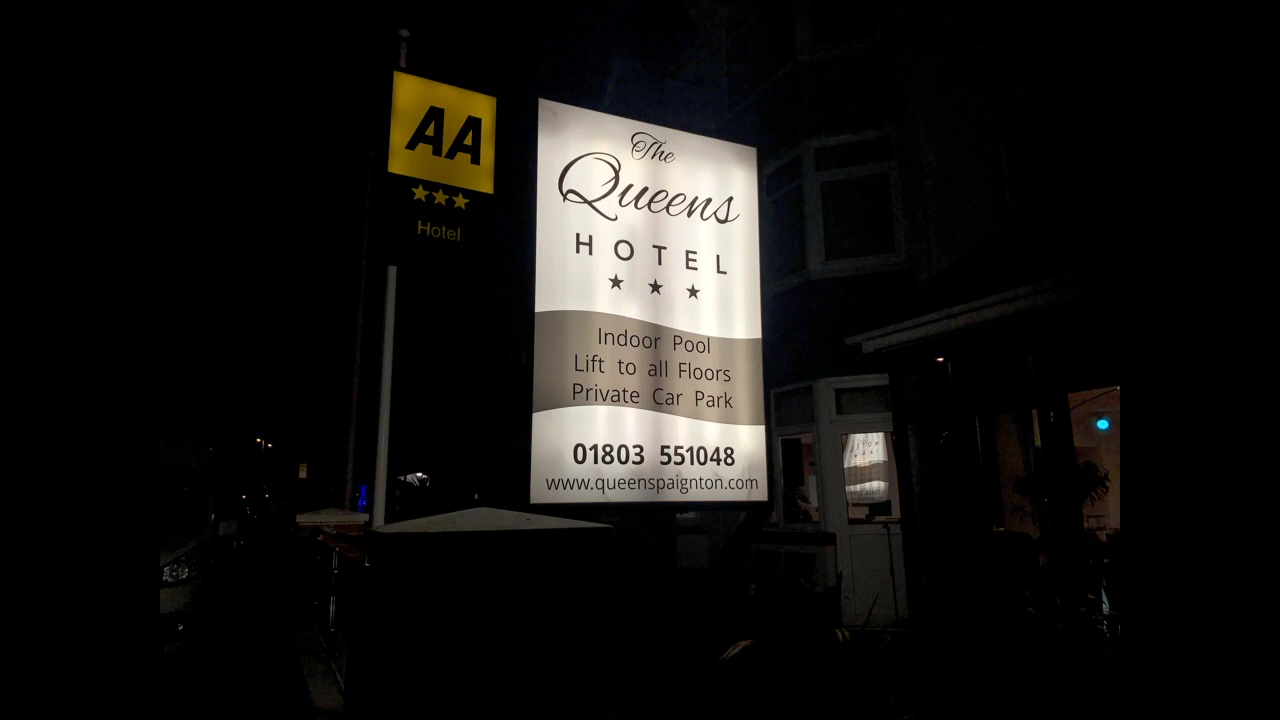 AA
Hotel
The
Queens
HOTEL
Indoor Pool
Lift to all Floors
Private Car Park
01803 551048
www.queenspaignton.com